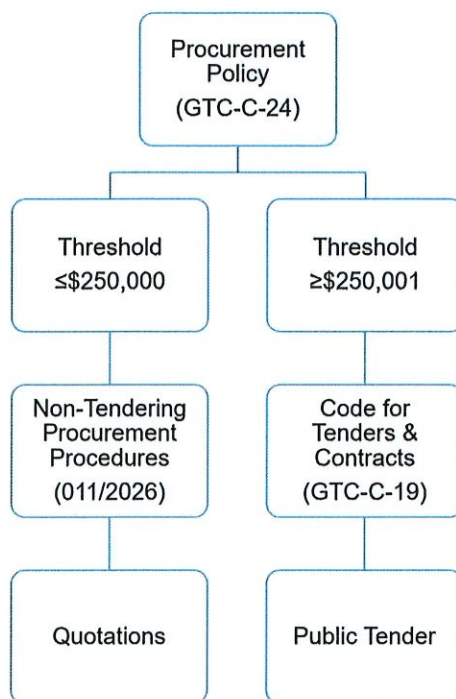 Procurement
Policy
(GTC-C-24)
Threshold
≤$250,000
Threshold
≥$250,001
Non-Tendering
Procurement
Procedures
(011/2026)
Code for
Tenders &
Contracts
(GTC-C-19)
Quotations
Public Tender